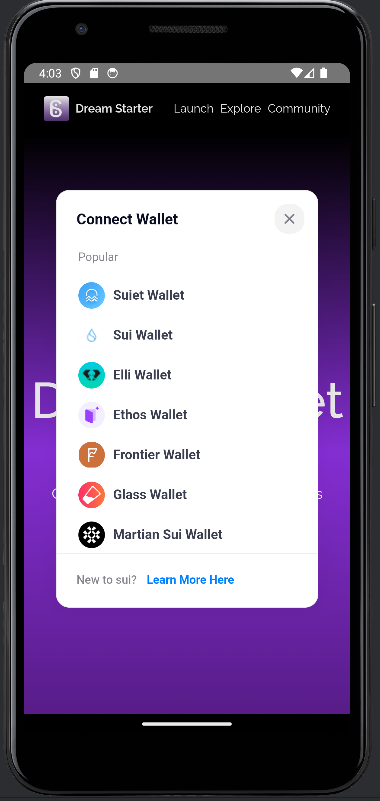 4:03
Dream Starter Launch Explore Community
Connect Wallet
Popular
Suiet Wallet
Sui Wallet
Elli Wallet
Ethos Wallet
Frontier Wallet
Glass Wallet
Martian Sui Wallet
New to sui? Learn More Here